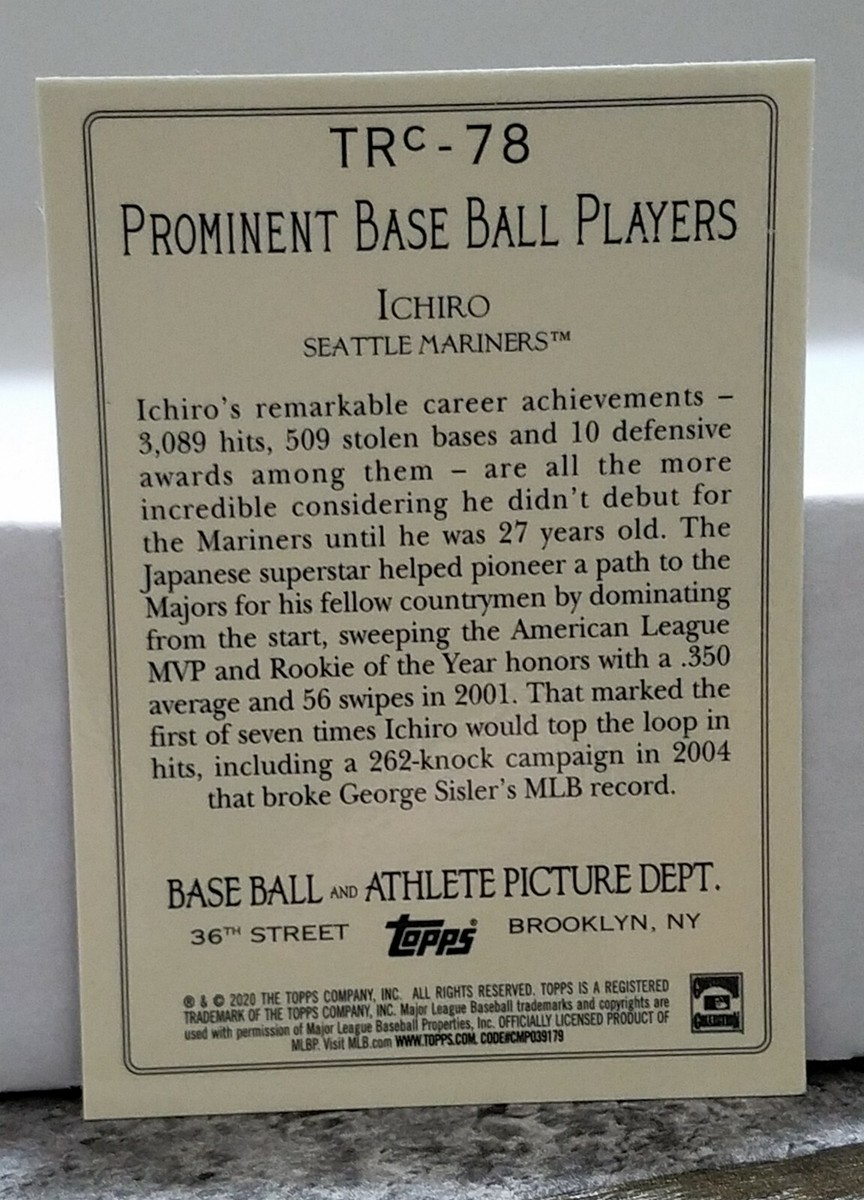 TRC-78
PROMINENT BASE BALL PLAYERS
ICHIRO
SEATTLE MARINERS™
Ichiro's remarkable career achievements –
3,089 hits, 509 stolen bases and 10 defensive
awards among them – are all the more
incredible considering he didn't debut for
the Mariners until he was 27 years old. The
Japanese superstar helped pioneer a path to the
Majors for his fellow countrymen by dominating
from the start, sweeping the American League
MVP and Rookie of the Year honors with a .350
average and 56 swipes in 2001. That marked the
first of seven times Ichiro would top the loop in
hits, including a 262-knock campaign in 2004
that broke George Sisler's MLB record.
BASE BALL AND ATHLETE PICTURE DEPT.
36TH STREET topps® BROOKLYN, NY
® & © 2020 THE TOPPS COMPANY, INC. ALL RIGHTS RESERVED. TOPPS IS A REGISTERED
TRADEMARK OF THE TOPPS COMPANY, INC. Major League Baseball trademarks and copyrights are
used with permission of Major League Baseball Properties, Inc. OFFICIALLY LICENSED PRODUCT OF
MLBP. Visit MLB.com WWW.TOPPS.COM. CODE#CMP039179
COLLECTION